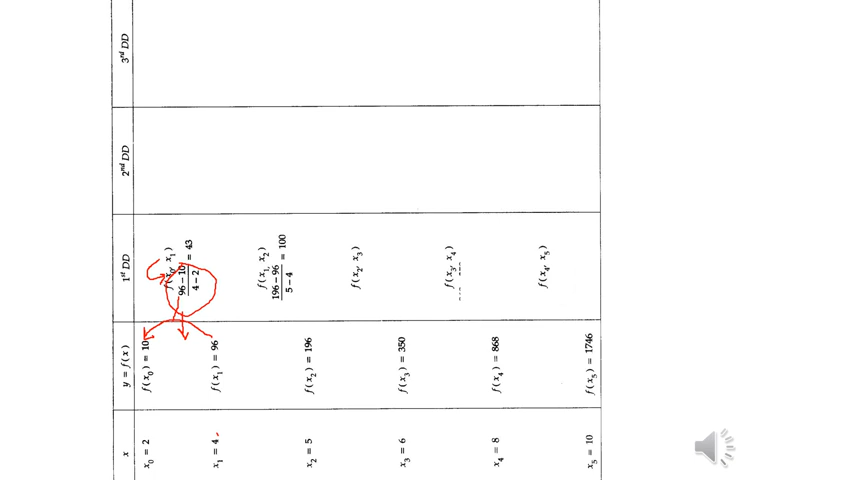 x y = f(x) 1st DD 2nd DD 3rd DD
x₀ = 2 f(x₀) = 10
f(x₀, x₁)
(96 − 10)/(4 − 2) = 43
x₁ = 4 f(x₁) = 96
f(x₁, x₂)
(196 − 96)/(5 − 4) = 100
x₂ = 5 f(x₂) = 196
f(x₂, x₃)
x₃ = 6 f(x₃) = 350
f(x₃, x₄)
x₄ = 8 f(x₄) = 868
f(x₄, x₅)
x₅ = 10 f(x₅) = 1746